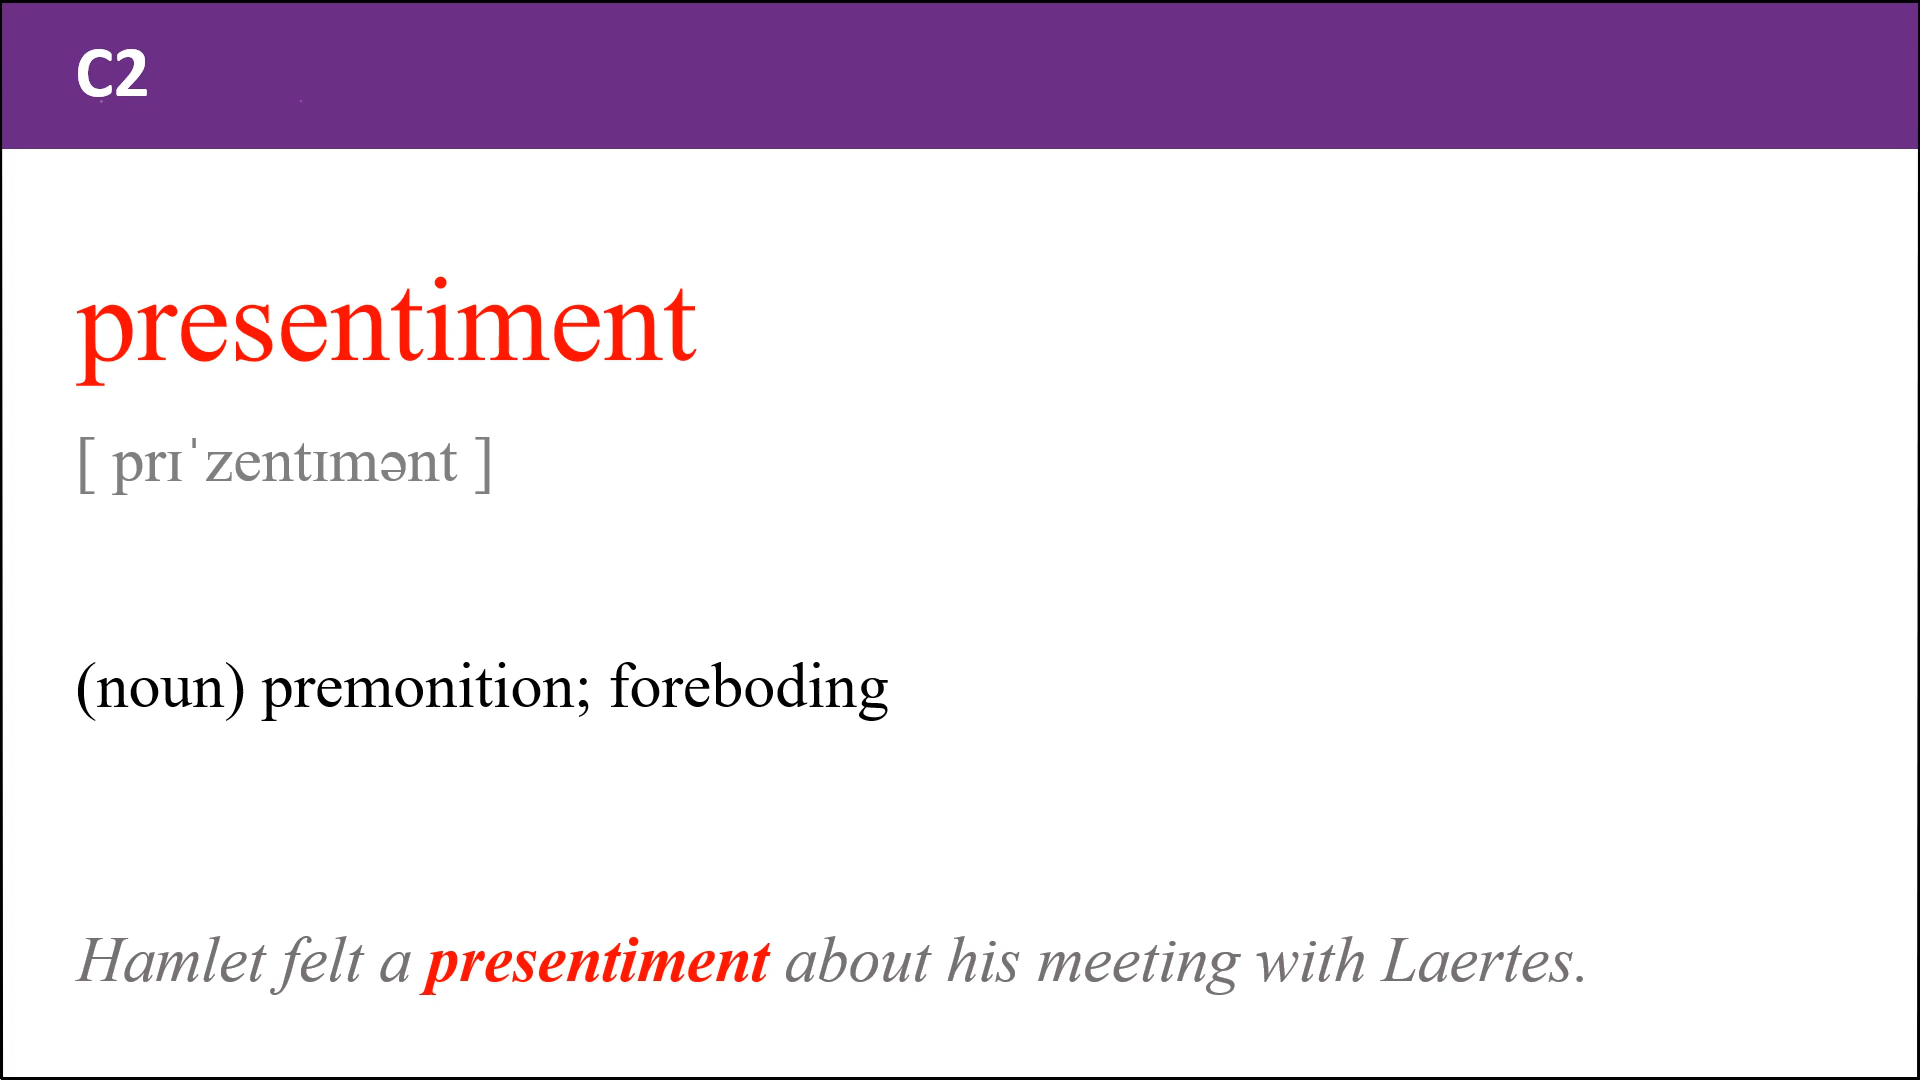 C2
presentiment
[ prɪˈzentɪmənt ]
(noun) premonition; foreboding
Hamlet felt a presentiment about his meeting with Laertes.